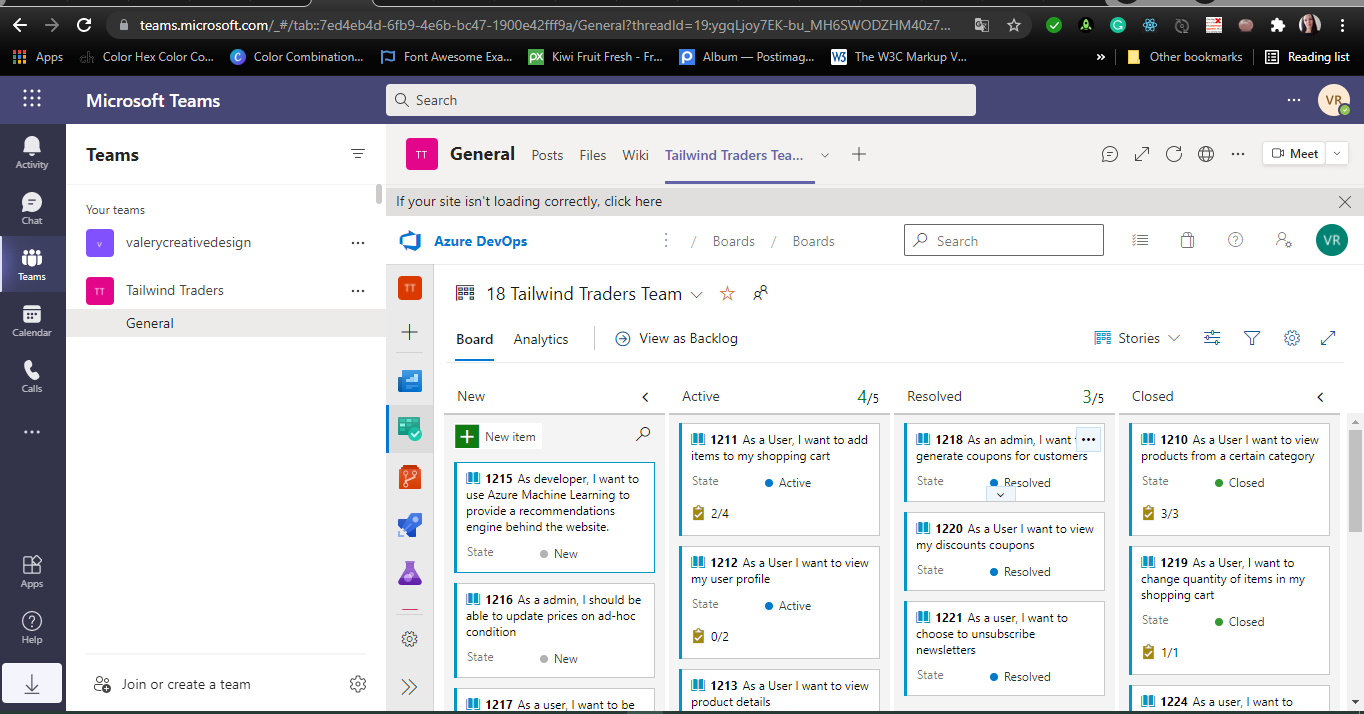 teams.microsoft.com/_#/tab::7ed4eb4d-6fb9-4e6b-bc47-1900e42fff9a/General?threadId=19:ygqLjoy7EK-bu_MH6SWODZHM40z7...
Apps
Color Hex Color Co...
Color Combination...
Font Awesome Exa...
Kiwi Fruit Fresh - Fr...
Album — Postimag...
The W3C Markup V...
»
Other bookmarks
Reading list
Microsoft Teams
Search
VR
Activity
Chat
Teams
Calendar
Calls
Apps
Help
Teams
Your teams
v
valerycreativedesign
TT
Tailwind Traders
General
Join or create a team
TT
General
Posts
Files
Wiki
Tailwind Traders Tea...
Meet
If your site isn't loading correctly, click here
Azure DevOps
/ Boards / Boards
Search
VR
TT
18 Tailwind Traders Team
Board
Analytics
View as Backlog
Stories
New
New item
1215 As developer, I want to
use Azure Machine Learning to
provide a recommendations
engine behind the website.
State New
1216 As a admin, I should be
able to update prices on ad-hoc
condition
State New
1217 As a user, I want to be
Active 4/5
1211 As a User, I want to add
items to my shopping cart
State Active
2/4
1212 As a User I want to view
my user profile
State Active
0/2
1213 As a User I want to view
product details
Resolved 3/5
1218 As an admin, I want
generate coupons for customers
State Resolved
1220 As a User I want to view
my discounts coupons
State Resolved
1221 As a user, I want to
choose to unsubscribe
newsletters
State Resolved
Closed
1210 As a User I want to view
products from a certain category
State Closed
3/3
1219 As a User, I want to
change quantity of items in my
shopping cart
State Closed
1/1
1224 As a user, I want to